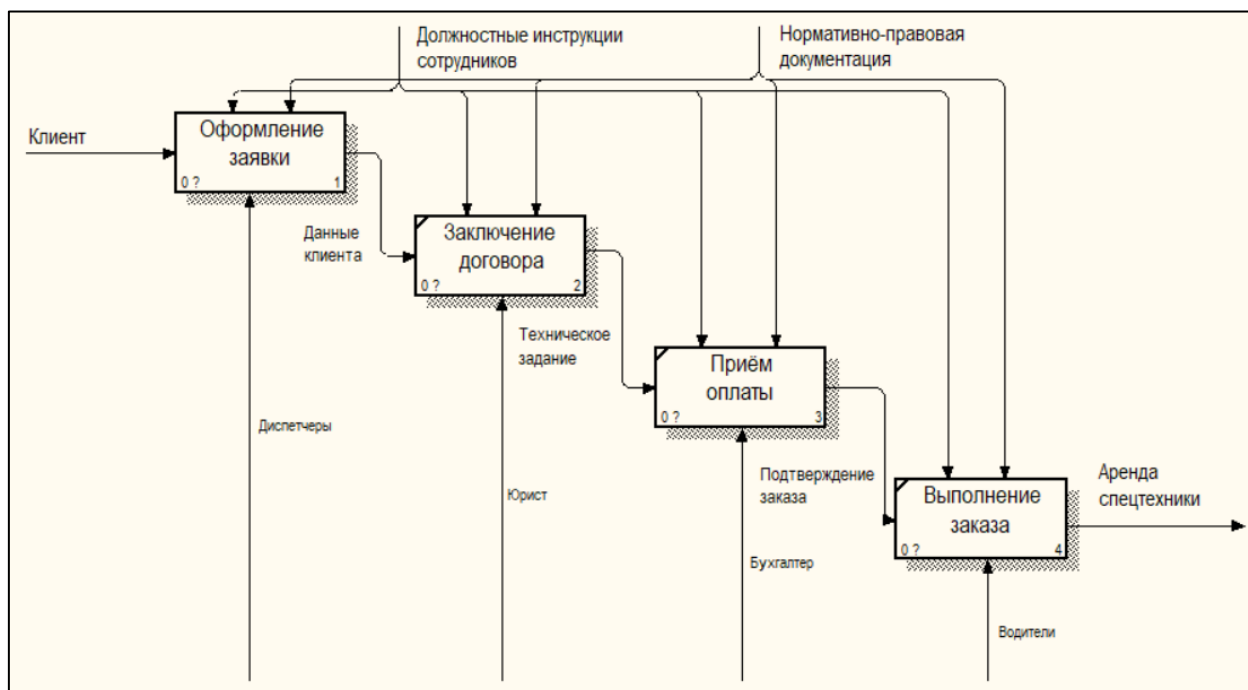 Должностные инструкции
сотрудников
Нормативно-правовая
документация
Клиент
Оформление
заявки
0 ?
1
Данные
клиента
Заключение
договора
0 ?
2
Техническое
задание
Приём
оплаты
0 ?
3
Диспетчеры
Юрист
Подтверждение
заказа
Аренда
спецтехники
Выполнение
заказа
0 ?
4
Бухгалтер
Водители